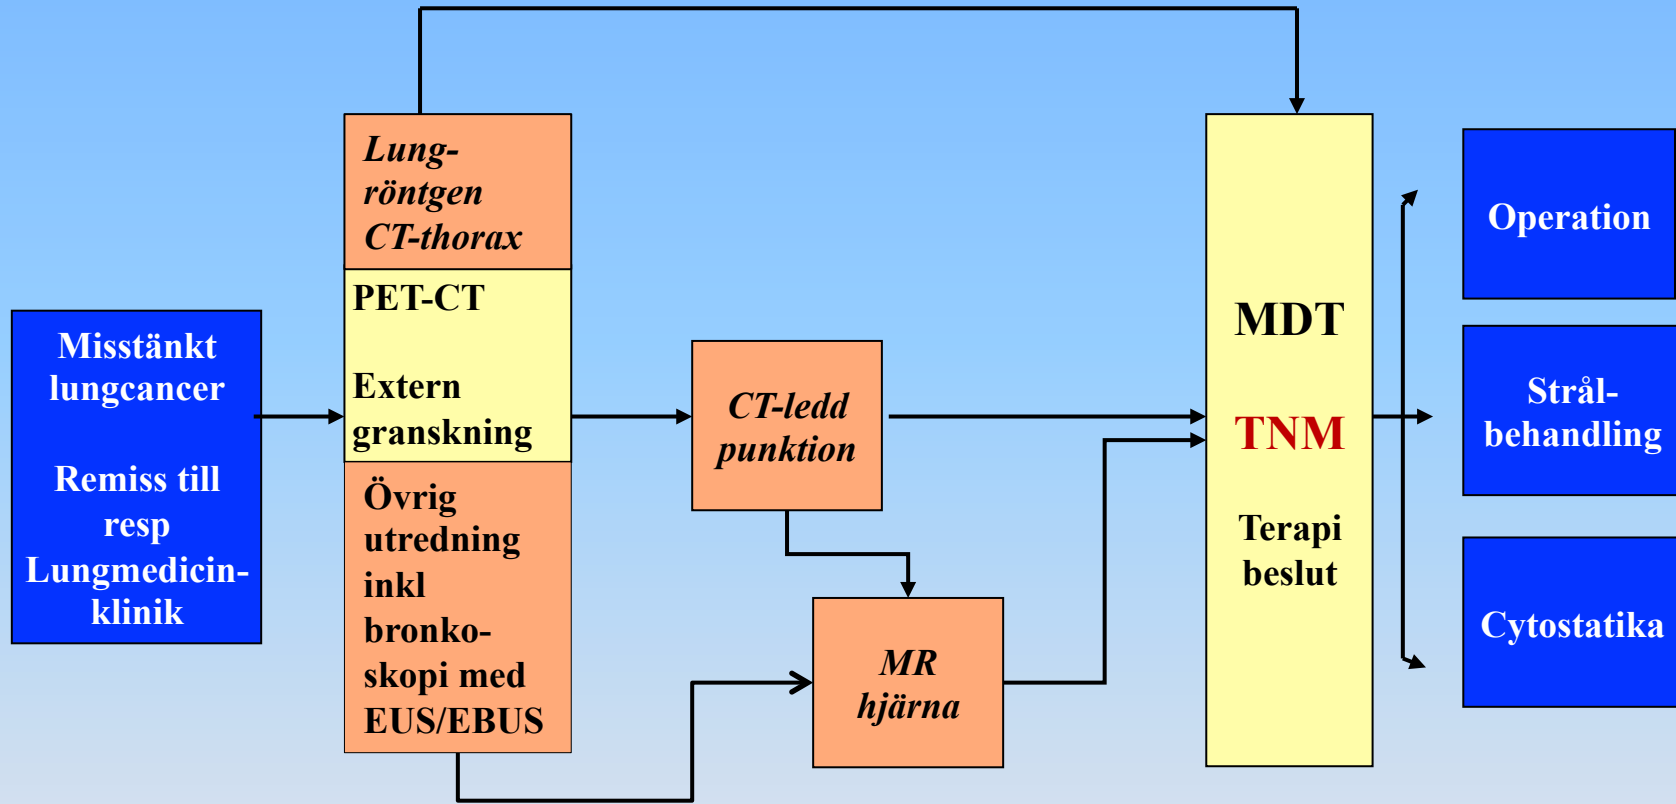 Misstänkt
lungcancer
Remiss till
resp
Lungmedicin-
klinik
Lung-
röntgen
CT-thorax
PET-CT
Extern
granskning
Övrig
utredning
inkl
bronko-
skopi med
EUS/EBUS
CT-ledd
punktion
MR
hjärna
MDT
TNM
Terapi
beslut
Operation
Strål-
behandling
Cytostatika